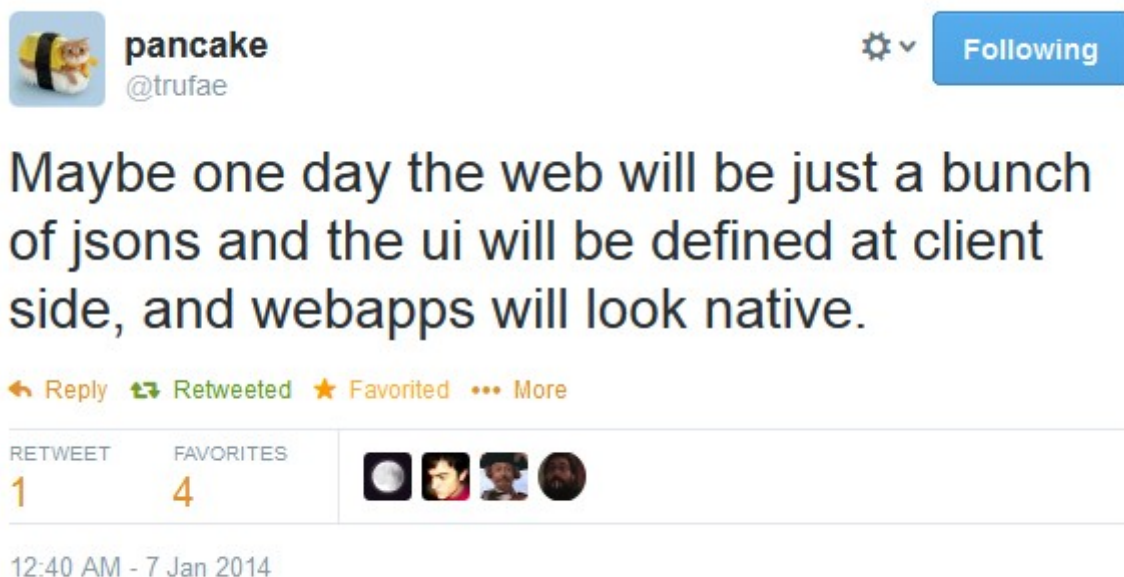 pancake
@trufae
Following
Maybe one day the web will be just a bunch
of jsons and the ui will be defined at client
side, and webapps will look native.
Reply Retweeted Favorited ••• More
RETWEET FAVORITES
1 4
12:40 AM - 7 Jan 2014